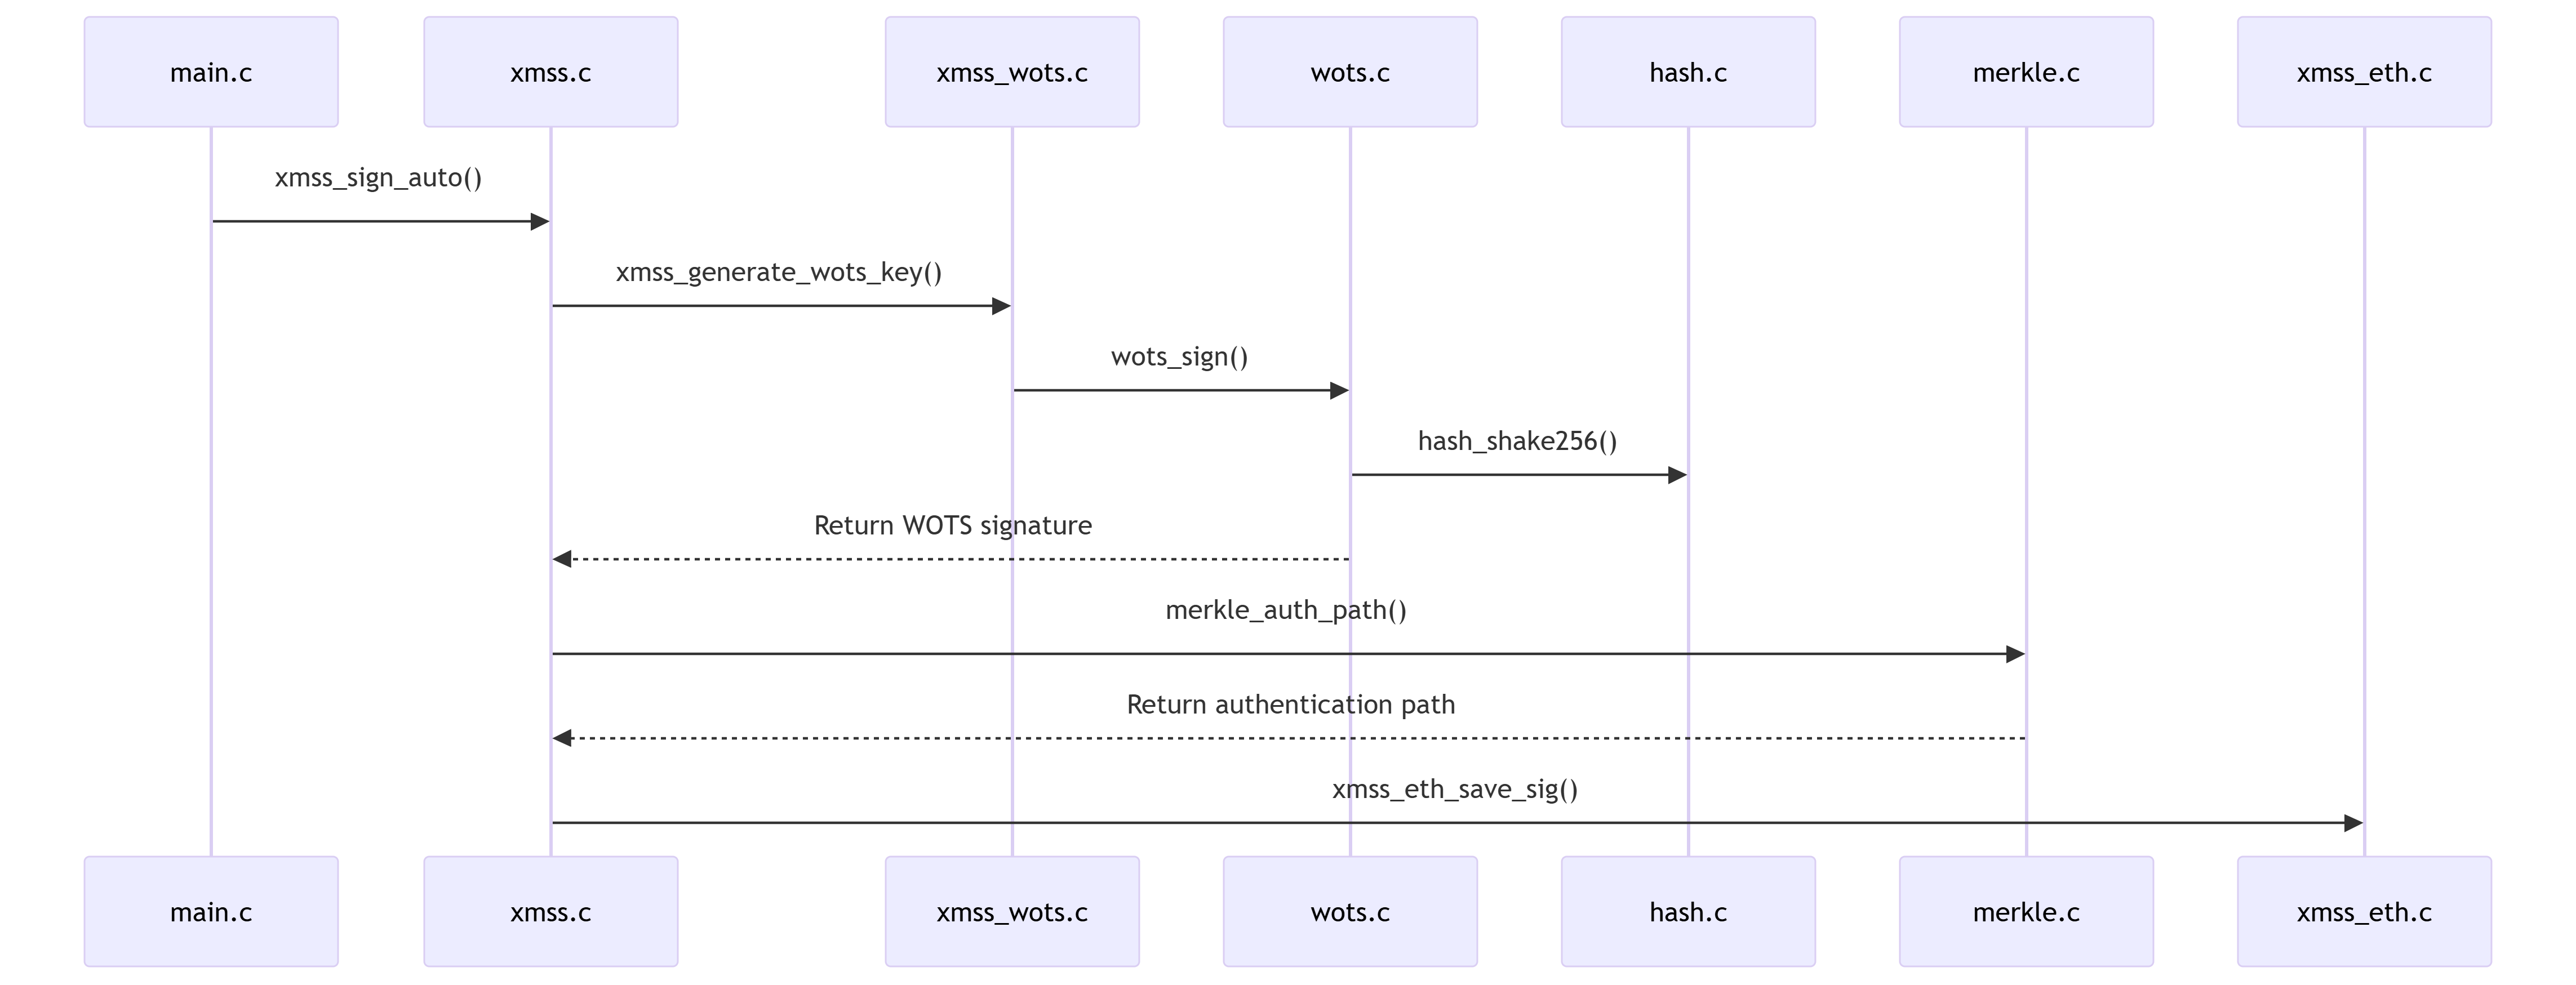 main.c
xmss.c
xmss_wots.c
wots.c
hash.c
merkle.c
xmss_eth.c
xmss_sign_auto()
xmss_generate_wots_key()
wots_sign()
hash_shake256()
Return WOTS signature
merkle_auth_path()
Return authentication path
xmss_eth_save_sig()
main.c
xmss.c
xmss_wots.c
wots.c
hash.c
merkle.c
xmss_eth.c